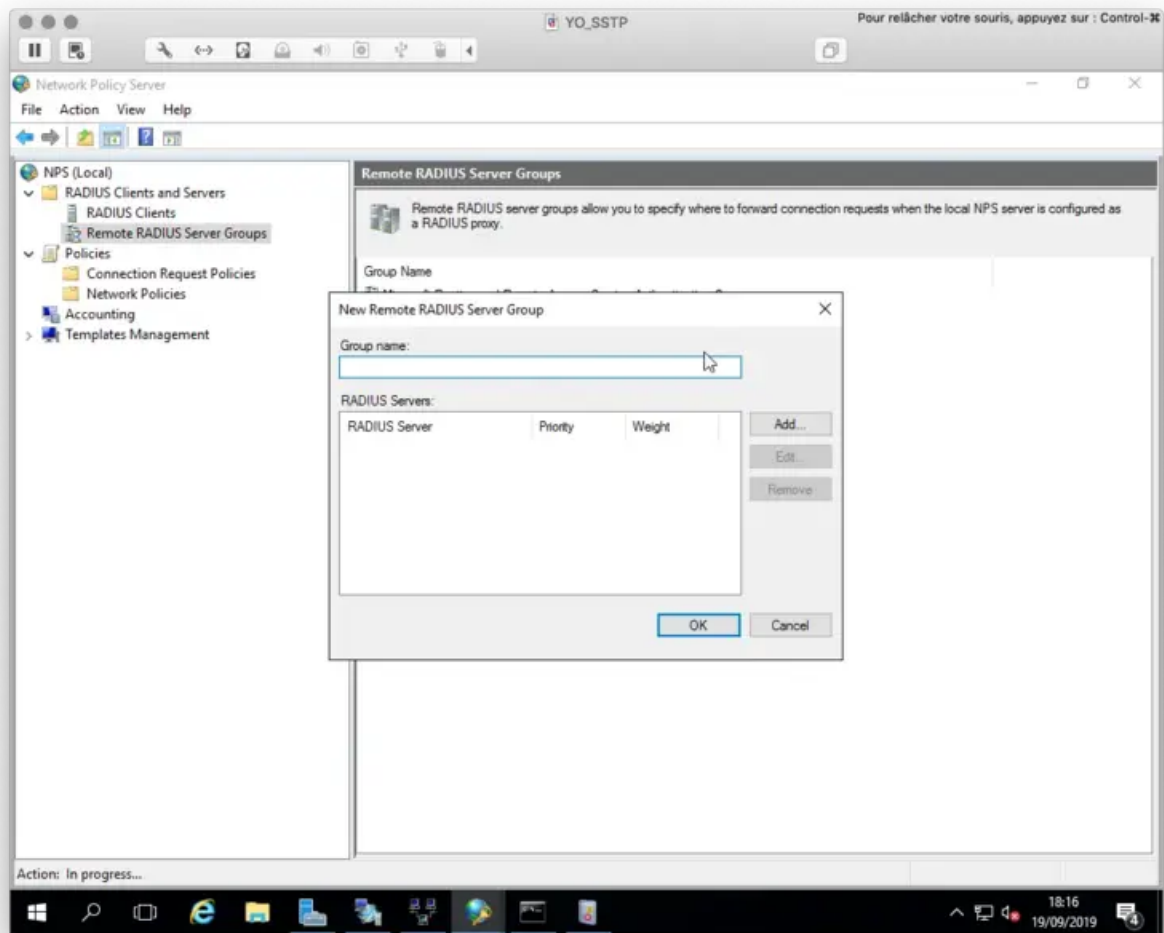 YO_SSTP
Pour relâcher votre souris, appuyez sur : Control-⌘
Network Policy Server
File Action View Help
NPS (Local)
RADIUS Clients and Servers
RADIUS Clients
Remote RADIUS Server Groups
Policies
Connection Request Policies
Network Policies
Accounting
Templates Management
Remote RADIUS Server Groups
Remote RADIUS server groups allow you to specify where to forward connection requests when the local NPS server is configured as
a RADIUS proxy.
Group Name
New Remote RADIUS Server Group
Group name:
RADIUS Servers:
RADIUS Server Priority Weight
Add...
Edit...
Remove
OK Cancel
Action: In progress...
18:16
19/09/2019
4